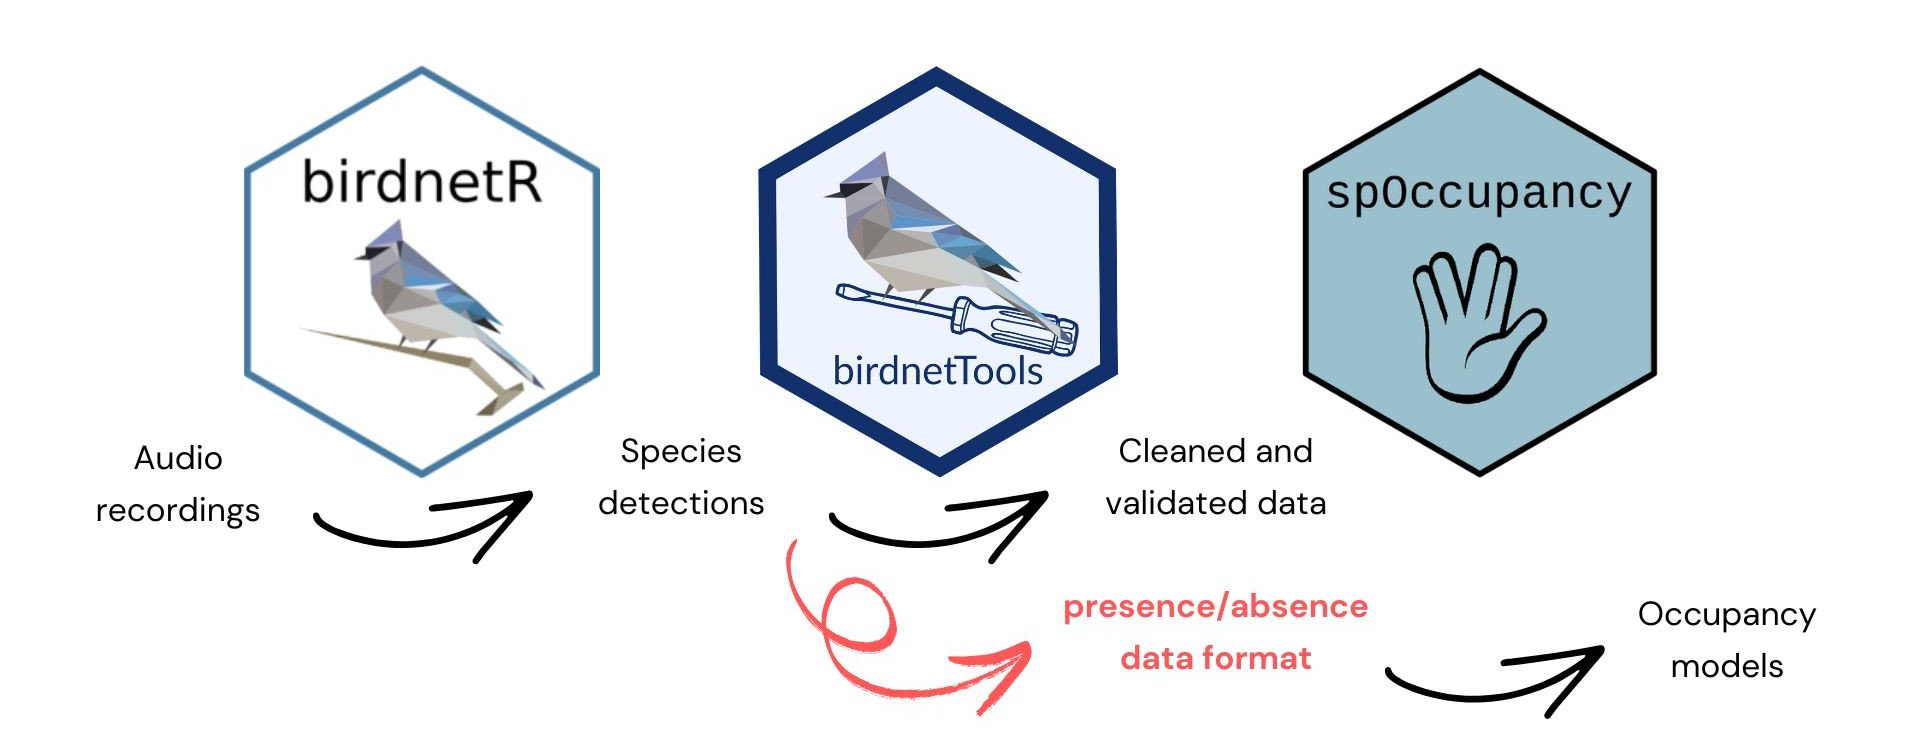 birdnetR
birdnetTools
spOccupancy
Audio
recordings
Species
detections
Cleaned and
validated data
presence/absence
data format
Occupancy
models